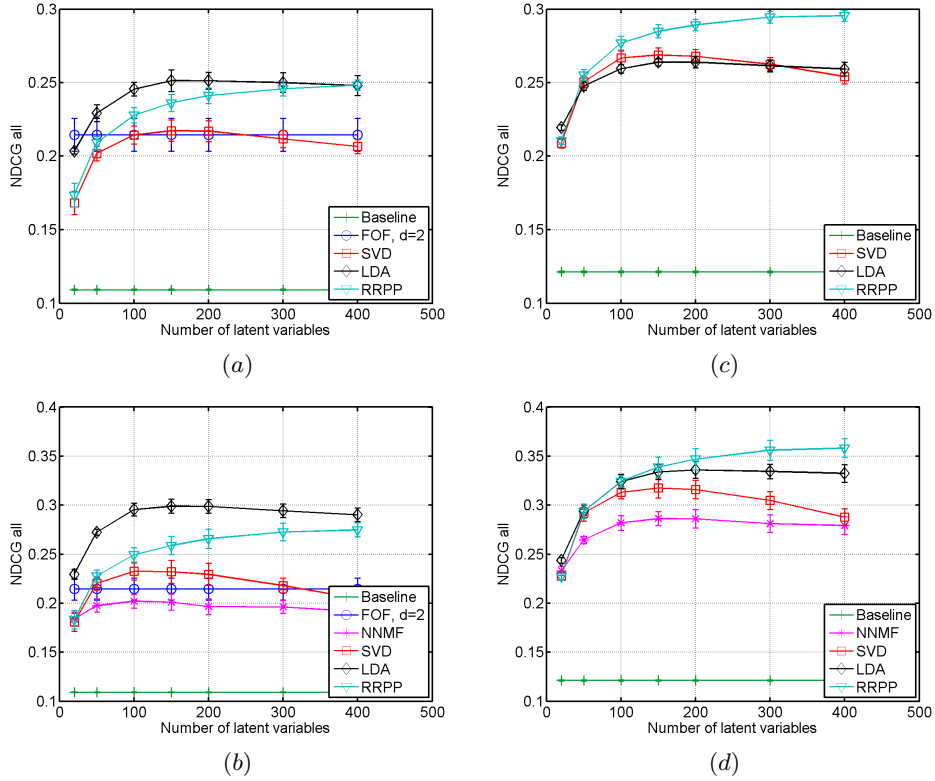 0.3
0.25
0.2
0.15
0.1
NDCG all
0 100 200 300 400 500
Number of latent variables
Baseline
FOF, d=2
SVD
LDA
RRPP
(a)
0.3
0.25
0.2
0.15
0.1
NDCG all
0 100 200 300 400 500
Number of latent variables
Baseline
SVD
LDA
RRPP
(c)
0.4
0.35
0.3
0.25
0.2
0.15
0.1
NDCG all
0 100 200 300 400 500
Number of latent variables
Baseline
FOF, d=2
NNMF
SVD
LDA
RRPP
(b)
0.4
0.35
0.3
0.25
0.2
0.15
0.1
NDCG all
0 100 200 300 400 500
Number of latent variables
Baseline
NNMF
SVD
LDA
RRPP
(d)